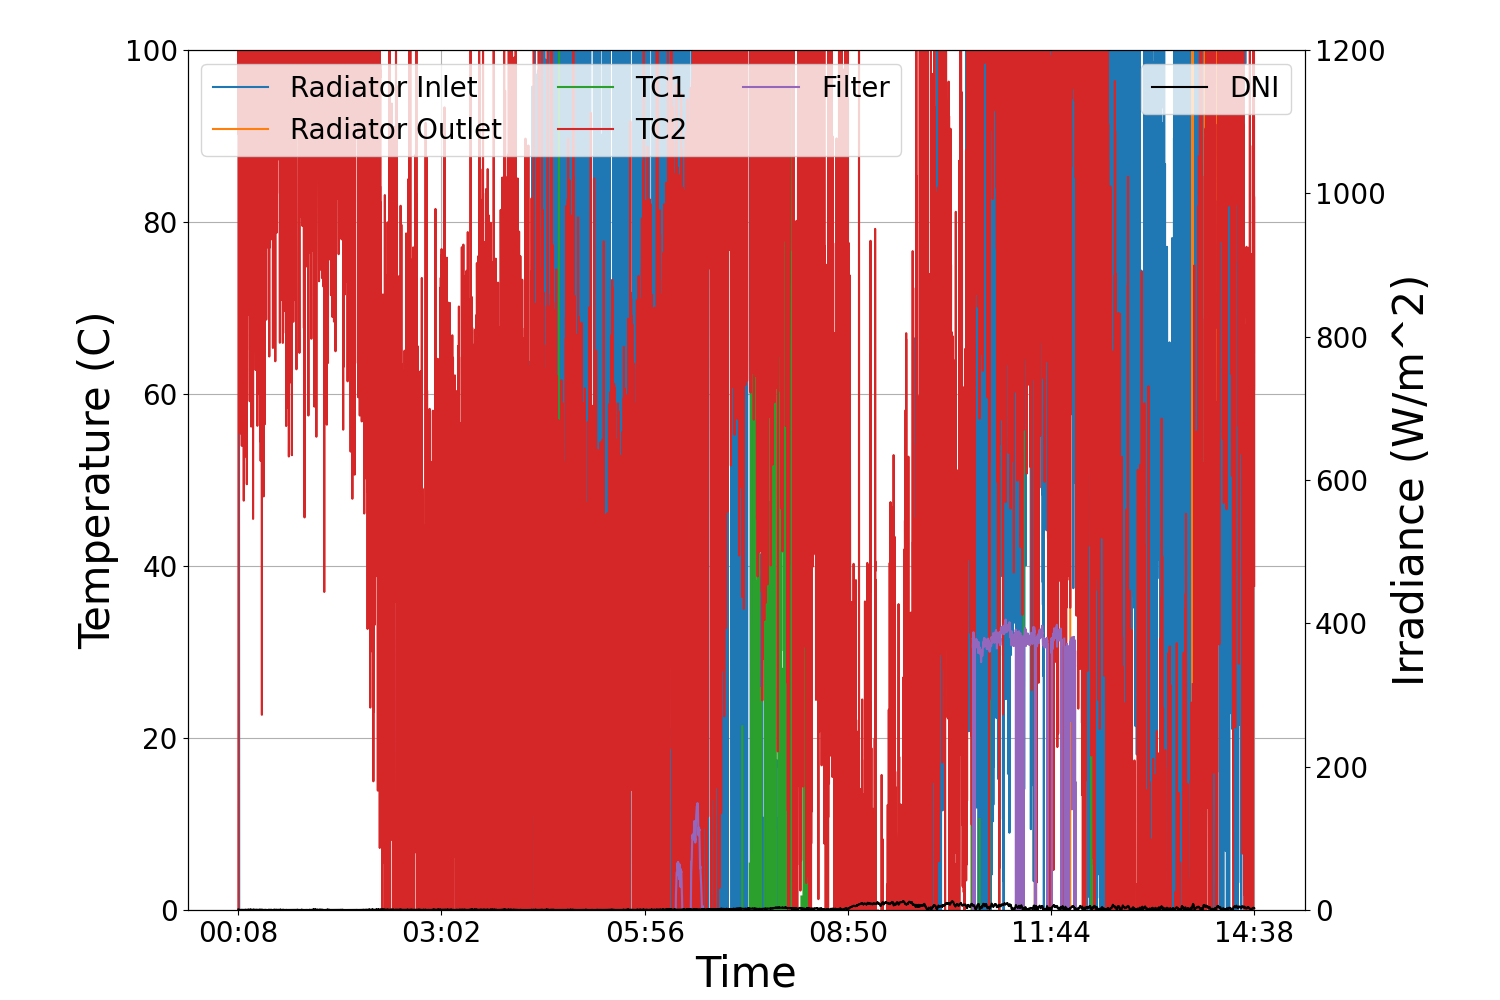 Radiator Inlet
Radiator Outlet
TC1
TC2
Filter
DNI
100
80
60
40
20
0
Temperature (C)
1200
1000
800
600
400
200
0
Irradiance (W/m^2)
00:08 03:02 05:56 08:50 11:44 14:38
Time